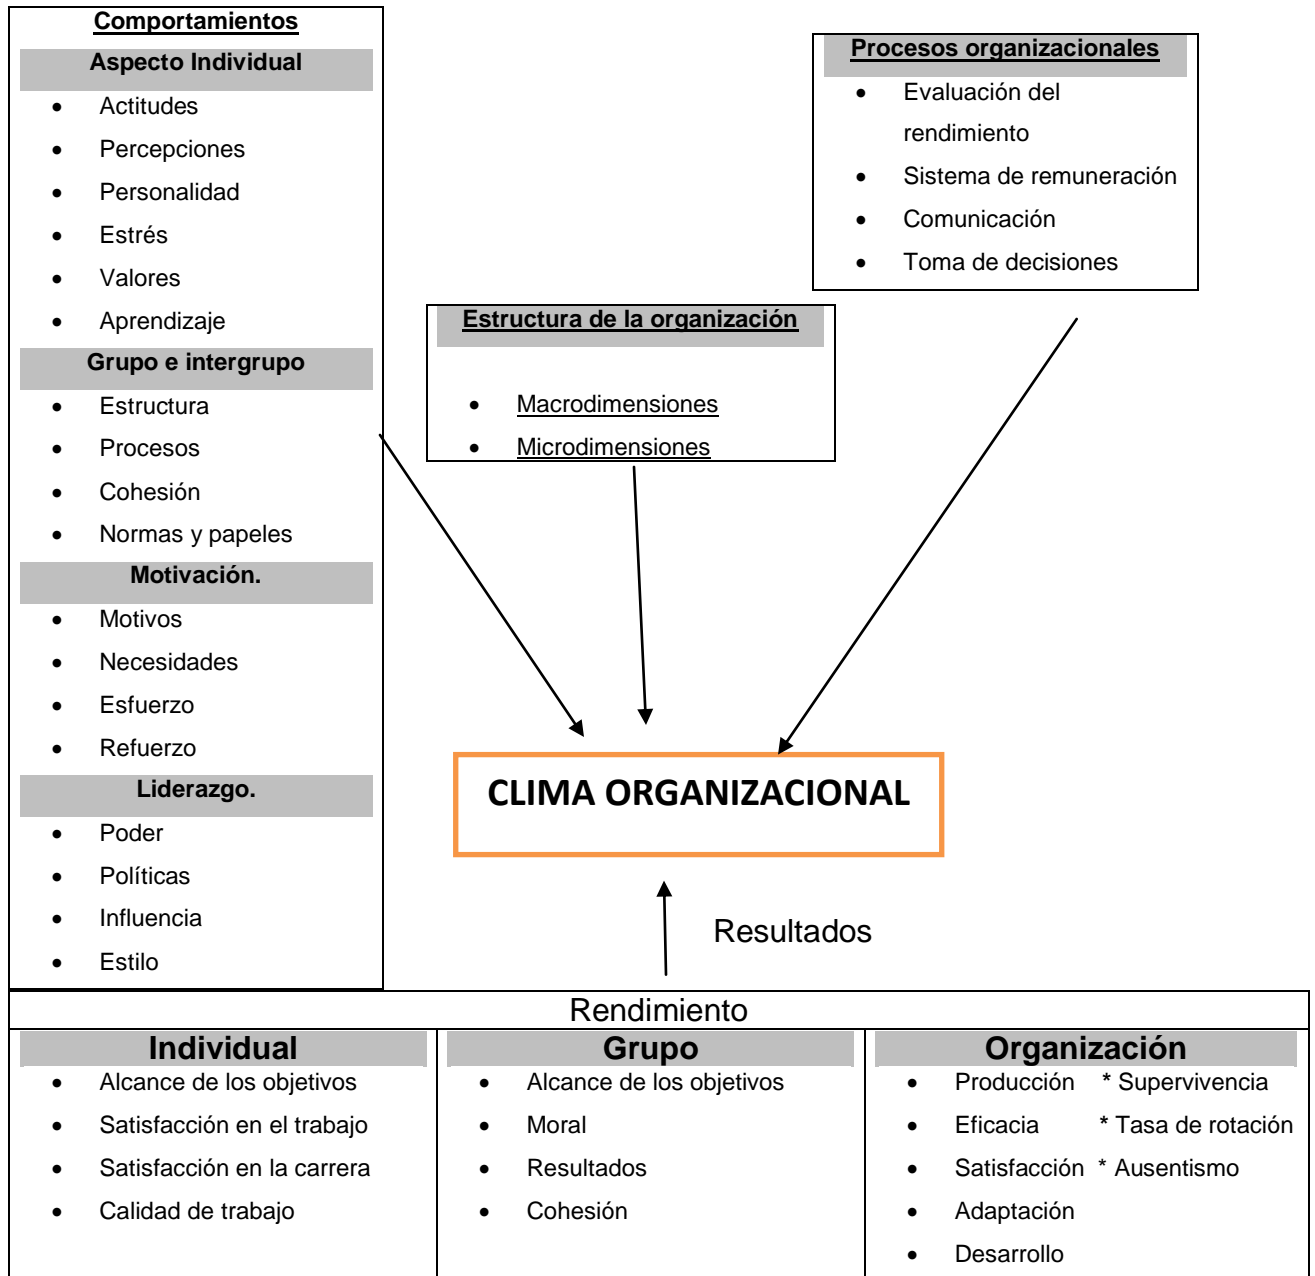 Comportamientos
Aspecto Individual
• Actitudes
• Percepciones
• Personalidad
• Estrés
• Valores
• Aprendizaje
Grupo e intergrupo
• Estructura
• Procesos
• Cohesión
• Normas y papeles
Motivación.
• Motivos
• Necesidades
• Esfuerzo
• Refuerzo
Liderazgo.
• Poder
• Políticas
• Influencia
• Estilo
Estructura de la organización
• Macrodimensiones
• Microdimensiones
Procesos organizacionales
• Evaluación del
rendimiento
• Sistema de remuneración
• Comunicación
• Toma de decisiones
CLIMA ORGANIZACIONAL
Resultados
Rendimiento
Individual
• Alcance de los objetivos
• Satisfacción en el trabajo
• Satisfacción en la carrera
• Calidad de trabajo
Grupo
• Alcance de los objetivos
• Moral
• Resultados
• Cohesión
Organización
• Producción * Supervivencia
• Eficacia * Tasa de rotación
• Satisfacción * Ausentismo
• Adaptación
• Desarrollo